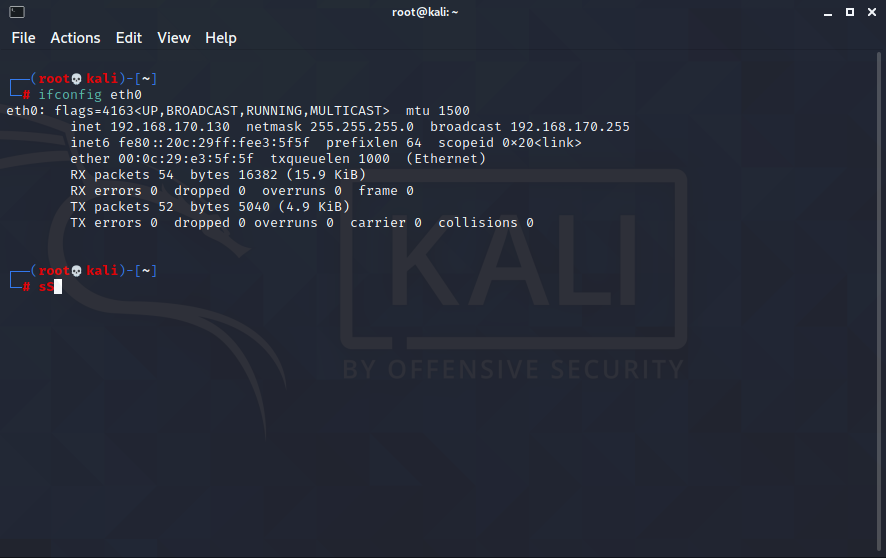 root@kali: ~
File Actions Edit View Help
┌──(root💀kali)-[~]
└─# ifconfig eth0
eth0: flags=4163<UP,BROADCAST,RUNNING,MULTICAST>  mtu 1500
        inet 192.168.170.130  netmask 255.255.255.0  broadcast 192.168.170.255
        inet6 fe80::20c:29ff:fee3:5f5f  prefixlen 64  scopeid 0×20<link>
        ether 00:0c:29:e3:5f:5f  txqueuelen 1000  (Ethernet)
        RX packets 54  bytes 16382 (15.9 KiB)
        RX errors 0  dropped 0  overruns 0  frame 0
        TX packets 52  bytes 5040 (4.9 KiB)
        TX errors 0  dropped 0 overruns 0  carrier 0  collisions 0
┌──(root💀kali)-[~]
└─# sS
KALI
BY OFFENSIVE SECURITY